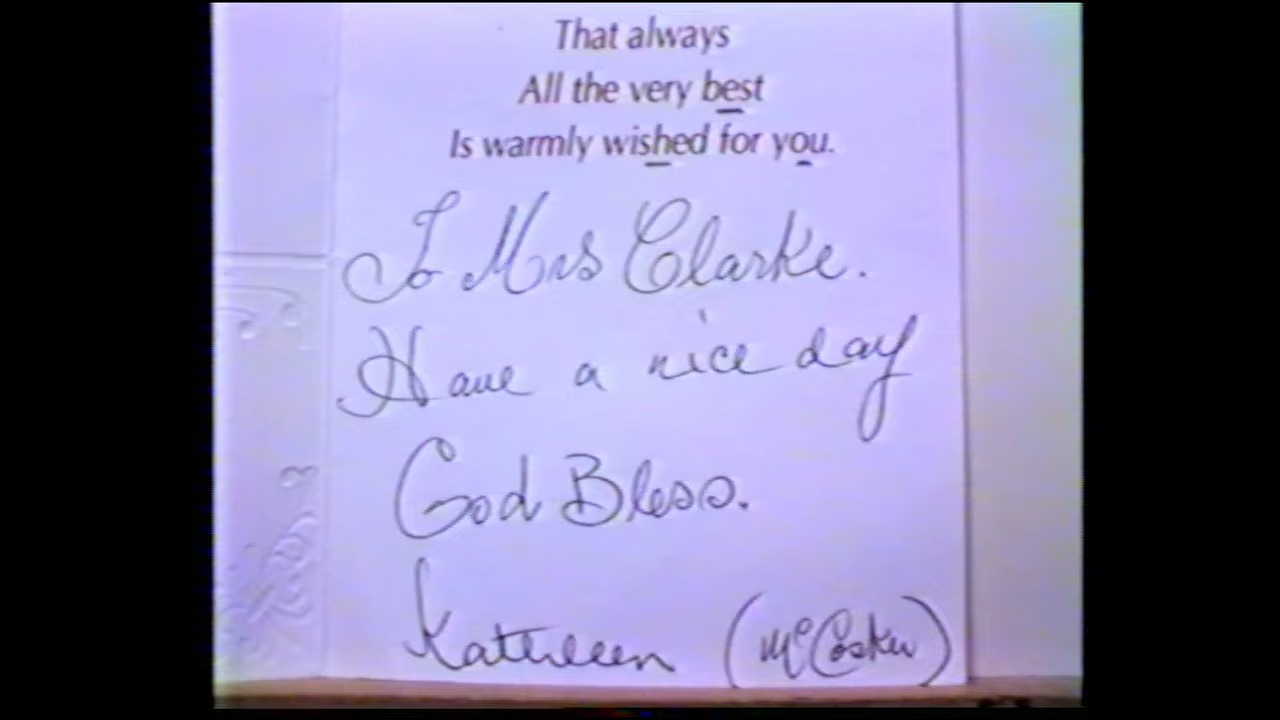 That always
All the very best
Is warmly wished for you.
To Mrs Clarke.
Have a nice day
God Bless.
Kathleen (McCosker)